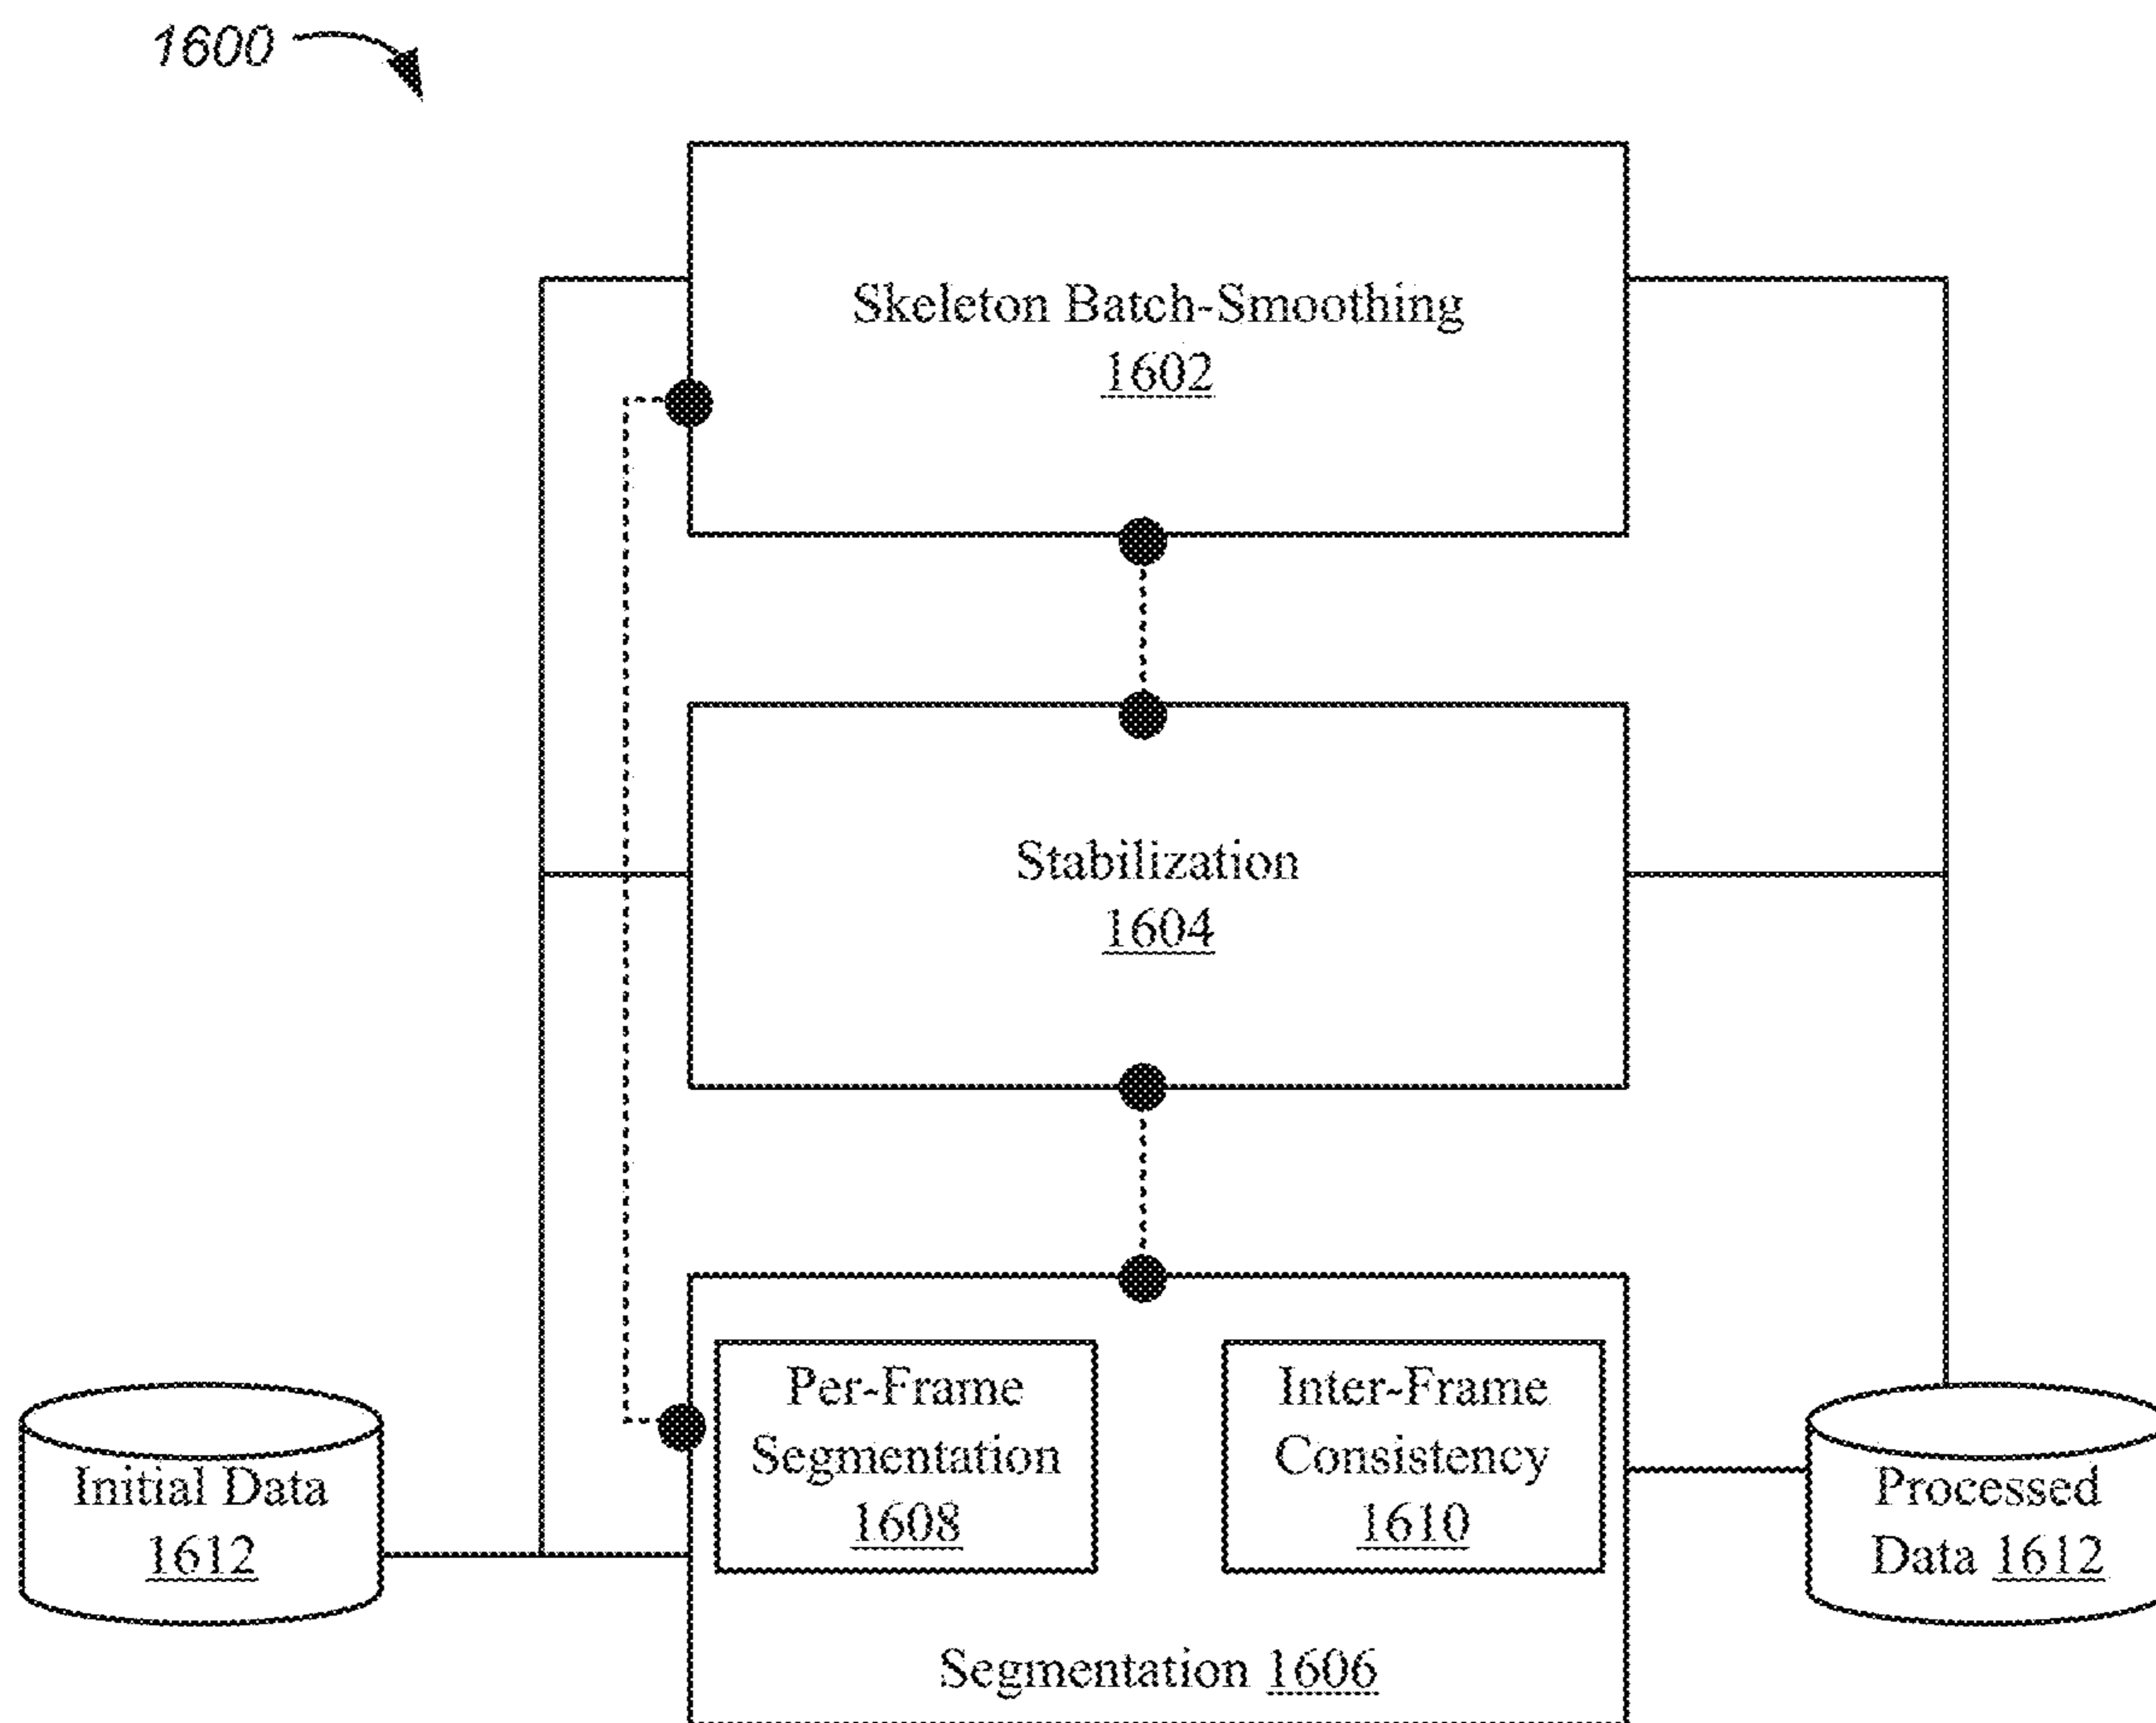 1600
Skeleton Batch-Smoothing
1602
Stabilization
1604
Per-Frame
Segmentation
1608
Inter-Frame
Consistency
1610
Segmentation 1606
Initial Data
1612
Processed
Data 1612